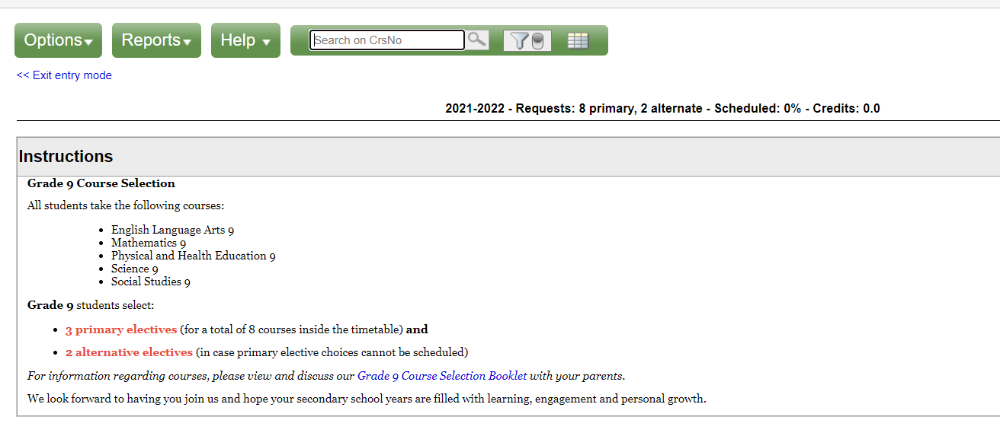 Options Reports Help Search on CrsNo
<< Exit entry mode
2021-2022 - Requests: 8 primary, 2 alternate - Scheduled: 0% - Credits: 0.0
Instructions
Grade 9 Course Selection
All students take the following courses:
English Language Arts 9
Mathematics 9
Physical and Health Education 9
Science 9
Social Studies 9
Grade 9 students select:
3 primary electives (for a total of 8 courses inside the timetable) and
2 alternative electives (in case primary elective choices cannot be scheduled)
For information regarding courses, please view and discuss our Grade 9 Course Selection Booklet with your parents.
We look forward to having you join us and hope your secondary school years are filled with learning, engagement and personal growth.